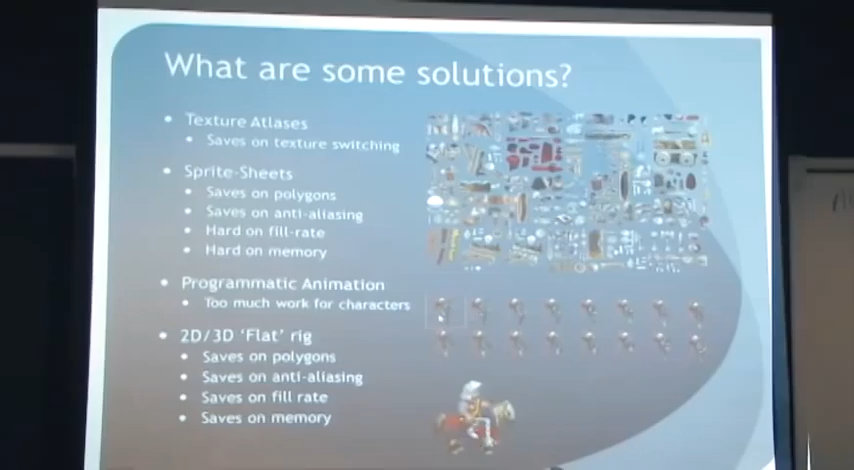 What are some solutions?
• Texture Atlases
• Saves on texture switching
• Sprite-Sheets
• Saves on polygons
• Saves on anti-aliasing
• Hard on fill-rate
• Hard on memory
• Programmatic Animation
• Too much work for characters
• 2D/3D 'Flat' rig
• Saves on polygons
• Saves on anti-aliasing
• Saves on fill rate
• Saves on memory